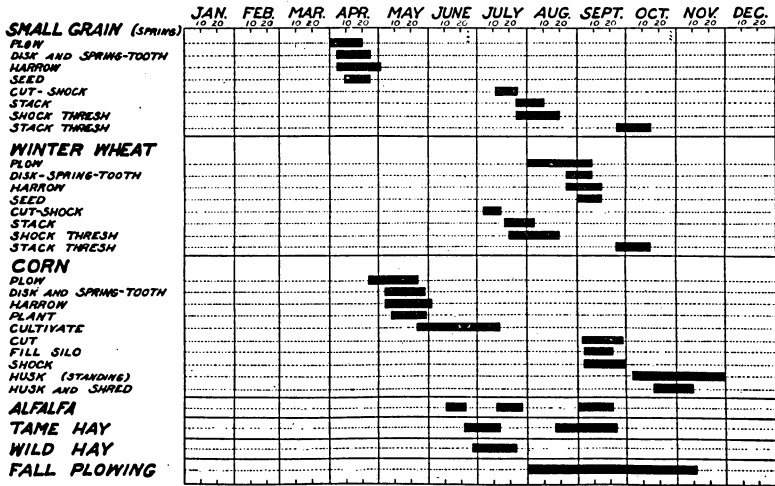 JAN. FEB. MAR. APR. MAY JUNE JULY AUG. SEPT. OCT. NOV. DEC.
10 20 10 20 10 20 10 20 10 20 10 20 10 20 10 20 10 20 10 20 10 20 10 20
SMALL GRAIN (SPRING)
PLOW
DISK AND SPRING-TOOTH
HARROW
SEED
CUT-SHOCK
STACK
SHOCK THRESH
STACK THRESH
WINTER WHEAT
PLOW
DISK-SPRING-TOOTH
HARROW
SEED
CUT-SHOCK
STACK
SHOCK THRESH
STACK THRESH
CORN
PLOW
DISK AND SPRING-TOOTH
HARROW
PLANT
CULTIVATE
CUT
FILL SILO
SHOCK
HUSK (STANDING)
HUSK AND SHRED
ALFALFA
TAME HAY
WILD HAY
FALL PLOWING